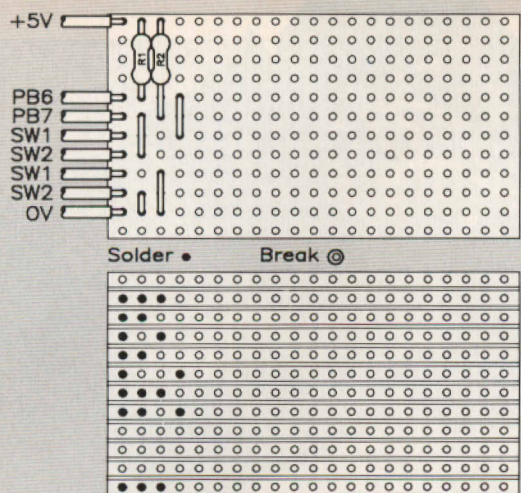 +5V
R1 R2
PB6
PB7
SW1
SW2
SW1
SW2
0V
Solder Break